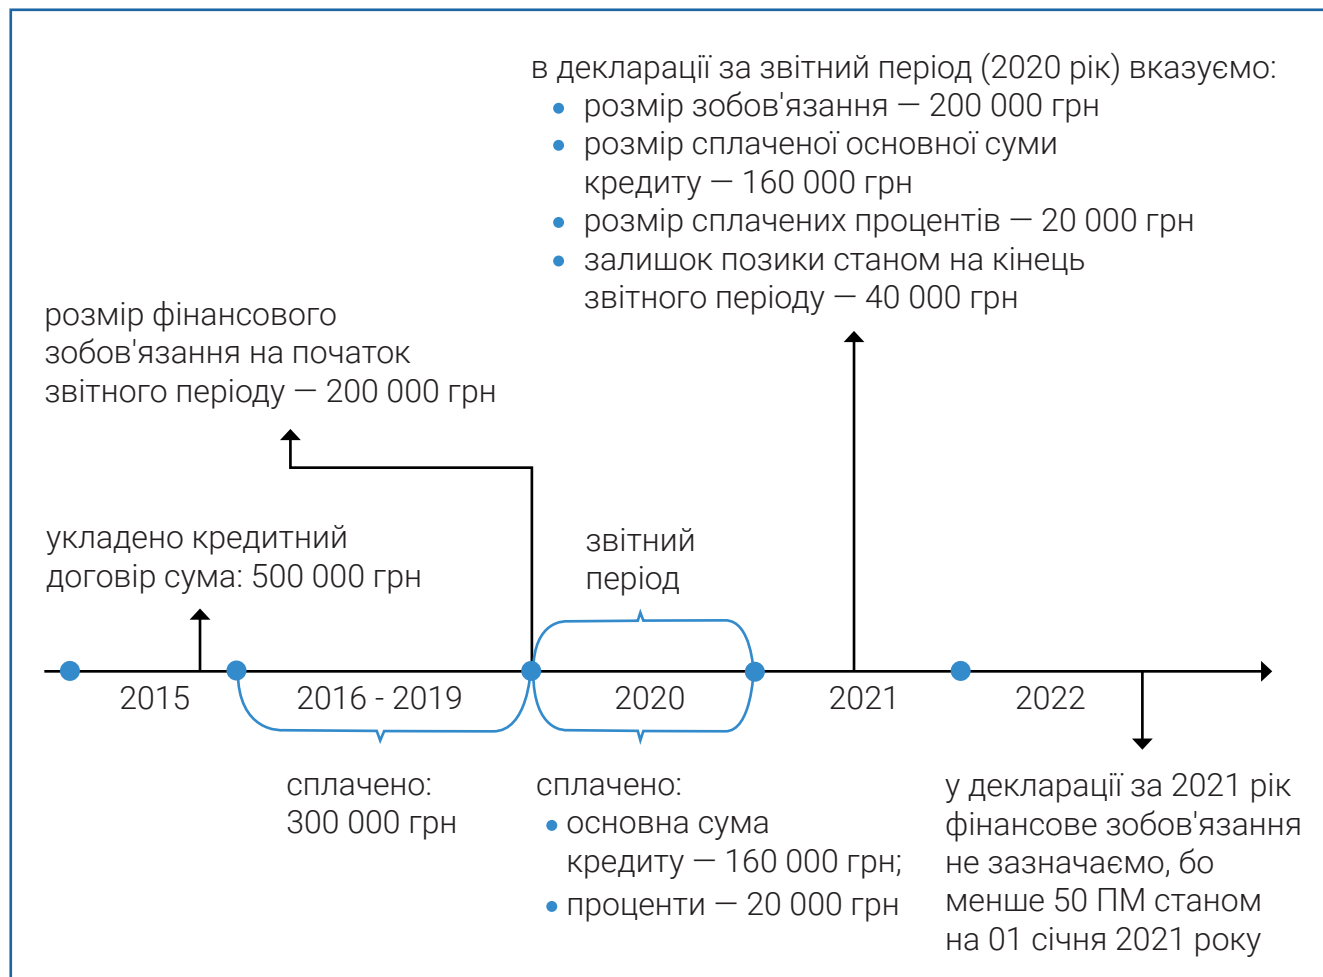 в декларації за звітний період (2020 рік) вказуємо:
• розмір зобов'язання — 200 000 грн
• розмір сплаченої основної суми
кредиту — 160 000 грн
• розмір сплачених процентів — 20 000 грн
• залишок позики станом на кінець
звітного періоду — 40 000 грн
розмір фінансового
зобов'язання на початок
звітного періоду — 200 000 грн
укладено кредитний
договір сума: 500 000 грн
звітний
період
2015
2016 - 2019
2020
2021
2022
сплачено:
300 000 грн
сплачено:
• основна сума
кредиту — 160 000 грн;
• проценти — 20 000 грн
у декларації за 2021 рік
фінансове зобов'язання
не зазначаємо, бо
менше 50 ПМ станом
на 01 січня 2021 року